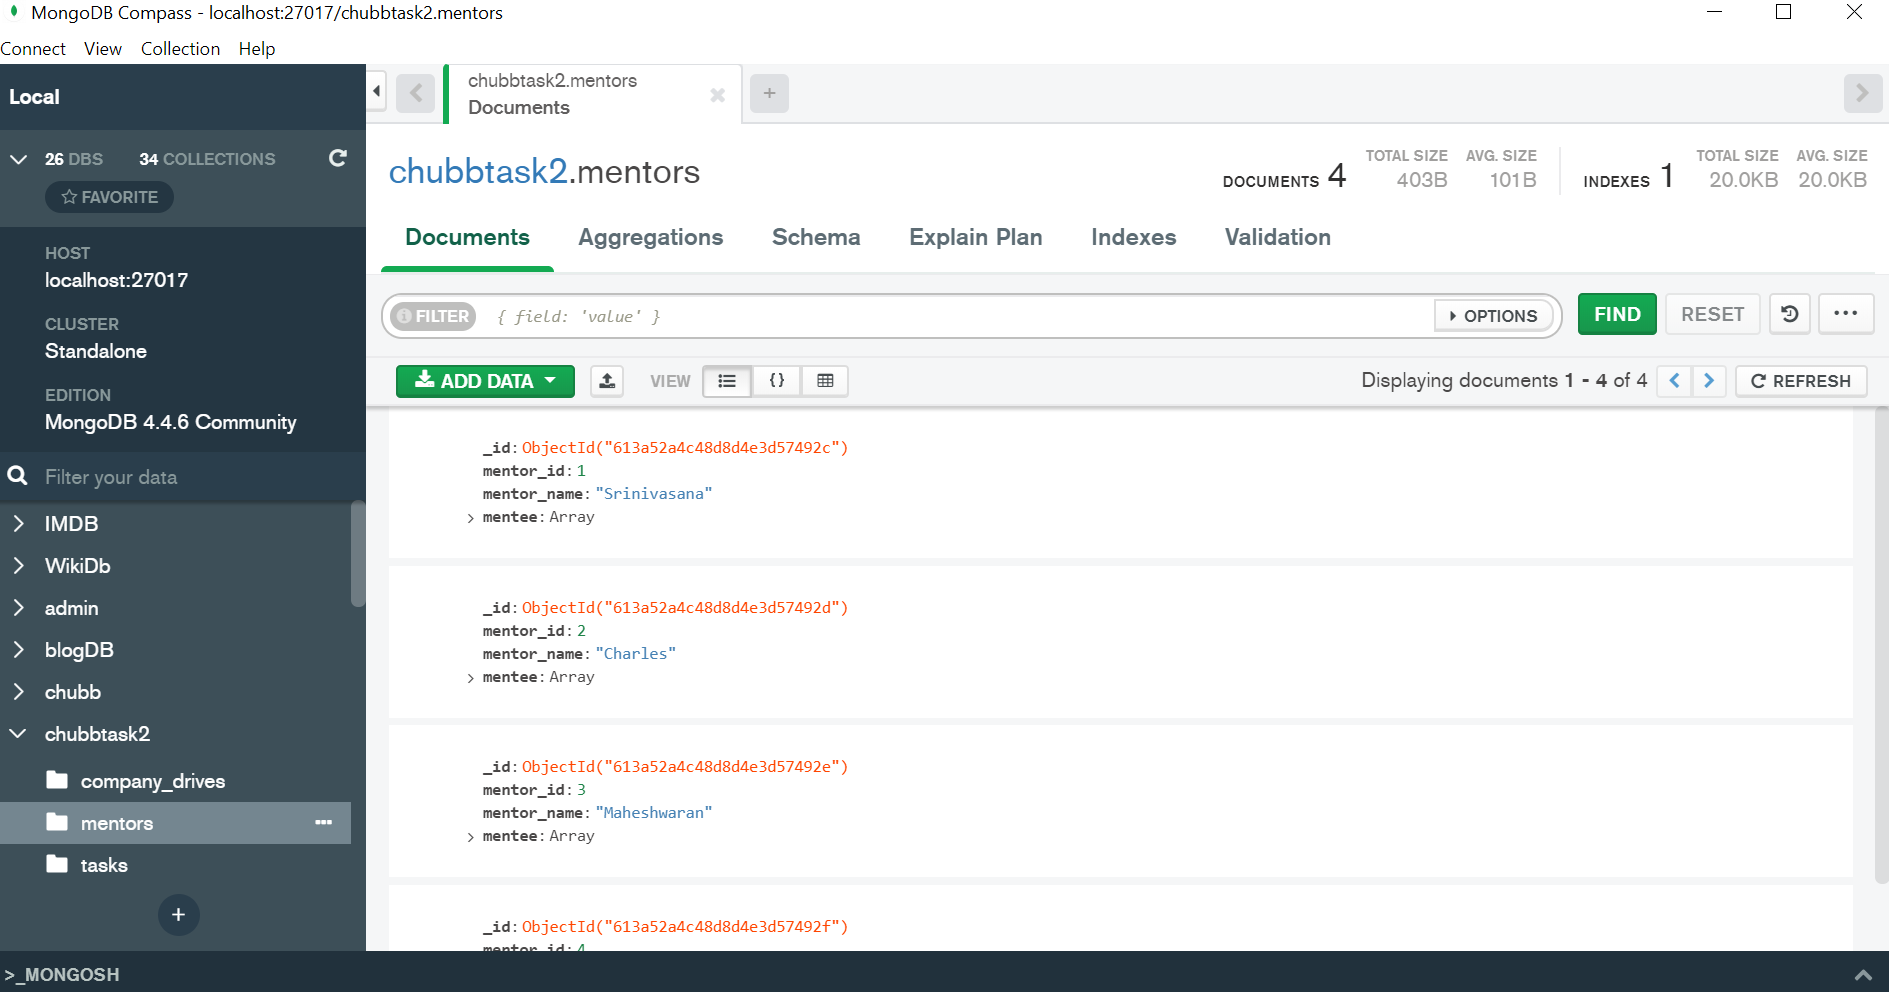 MongoDB Compass - localhost:27017/chubbtask2.mentors
Connect View Collection Help
Local
26 DBS 34 COLLECTIONS
FAVORITE
HOST
localhost:27017
CLUSTER
Standalone
EDITION
MongoDB 4.4.6 Community
Filter your data
IMDB
WikiDb
admin
blogDB
chubb
chubbtask2
company_drives
mentors
tasks
>_MONGOSH
chubbtask2.mentors
Documents
chubbtask2.mentors
DOCUMENTS 4
TOTAL SIZE 403B
AVG. SIZE 101B
INDEXES 1
TOTAL SIZE 20.0KB
AVG. SIZE 20.0KB
Documents Aggregations Schema Explain Plan Indexes Validation
FILTER { field: 'value' } OPTIONS FIND RESET
ADD DATA VIEW {} Displaying documents 1 - 4 of 4 REFRESH
_id: ObjectId("613a52a4c48d8d4e3d57492c")
mentor_id: 1
mentor_name: "Srinivasana"
mentee: Array
_id: ObjectId("613a52a4c48d8d4e3d57492d")
mentor_id: 2
mentor_name: "Charles"
mentee: Array
_id: ObjectId("613a52a4c48d8d4e3d57492e")
mentor_id: 3
mentor_name: "Maheshwaran"
mentee: Array
_id: ObjectId("613a52a4c48d8d4e3d57492f")
mentor_id: 4